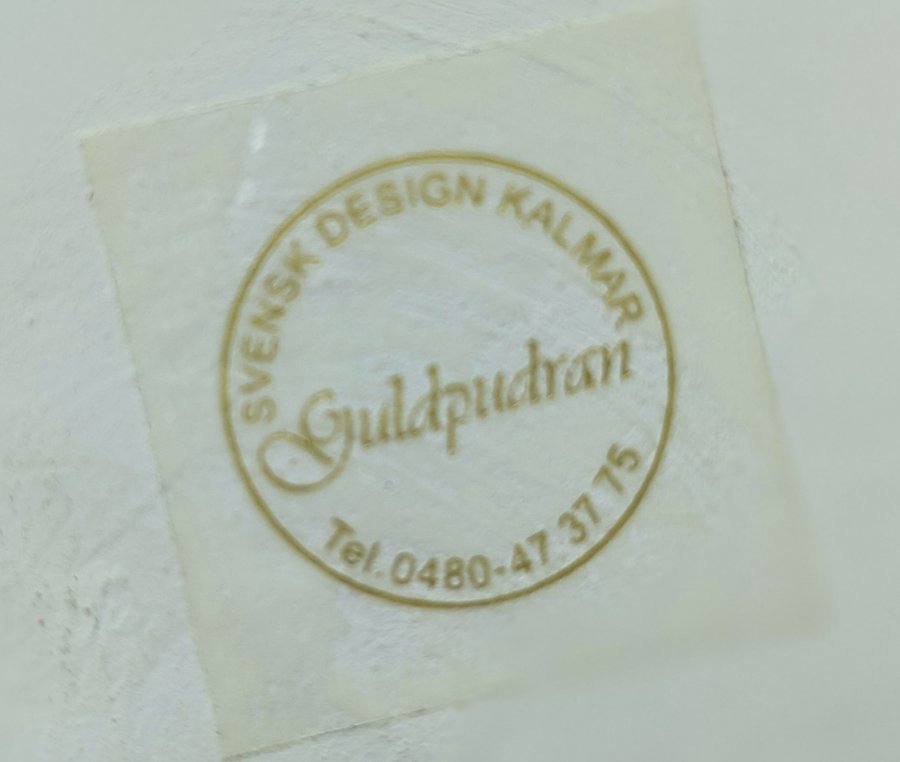 SVENSK DESIGN KALMAR
Guldpudran
Tel. 0480-47 37 75